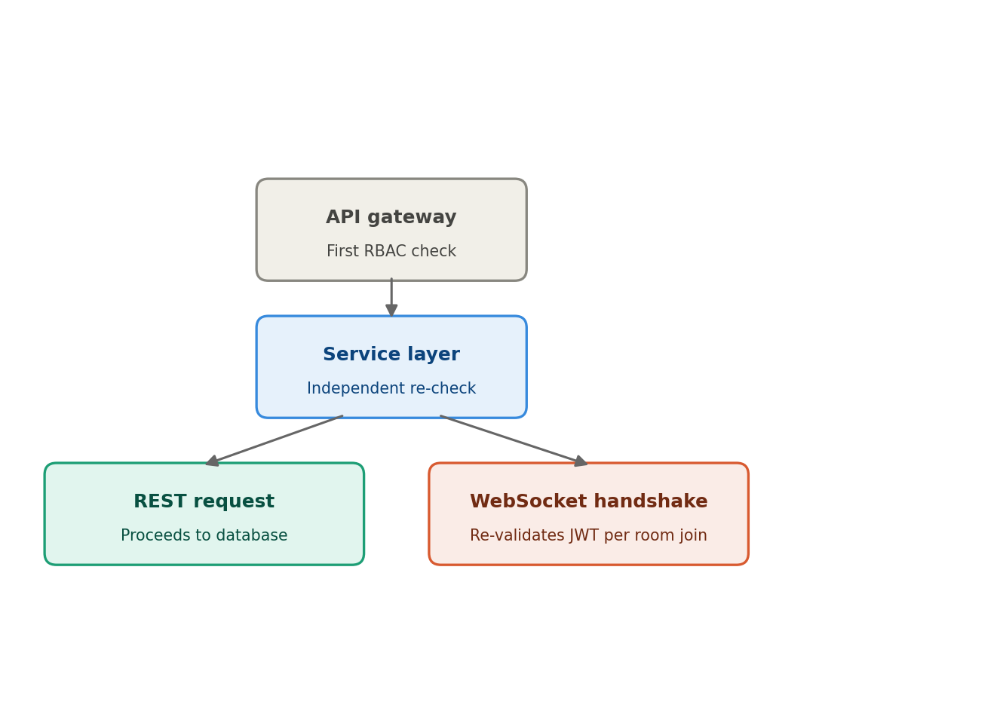 API gateway
First RBAC check
Service layer
Independent re-check
REST request
Proceeds to database
WebSocket handshake
Re-validates JWT per room join